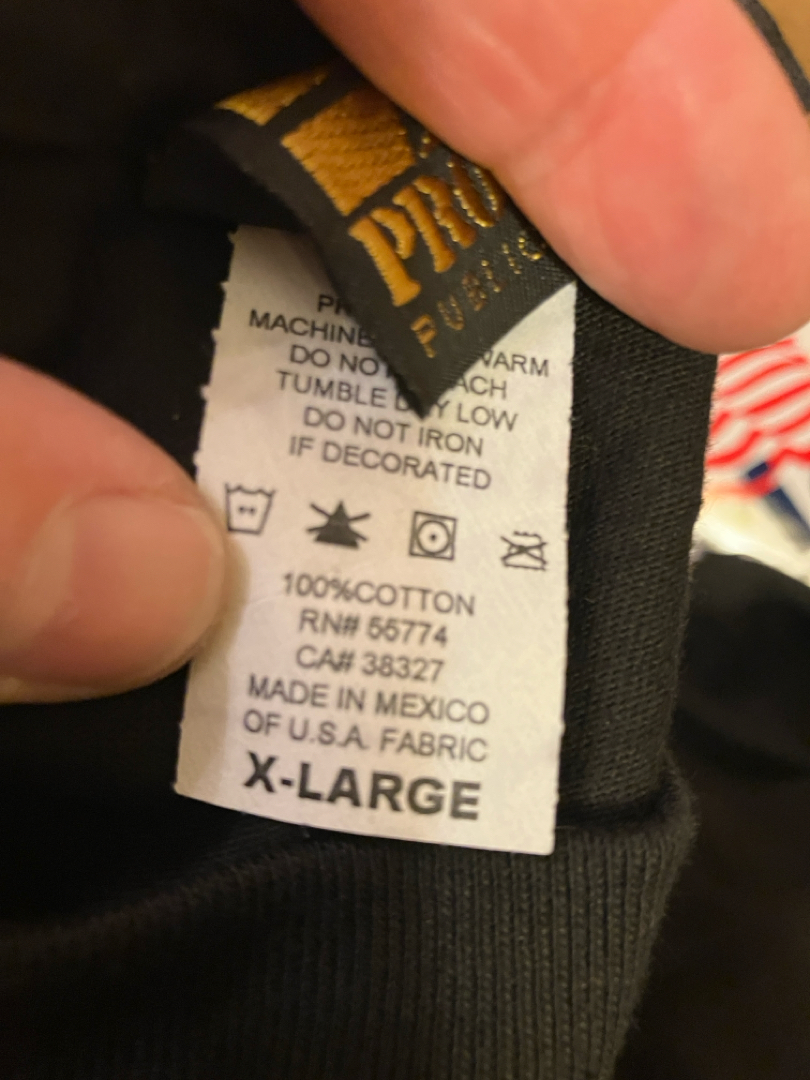 PRO
PUBLIC
MACHINE WARM
DO NOT
TUMBLE DRY LOW
DO NOT IRON
IF DECORATED
100%COTTON
RN# 55774
CA# 38327
MADE IN MEXICO
OF U.S.A. FABRIC
X-LARGE